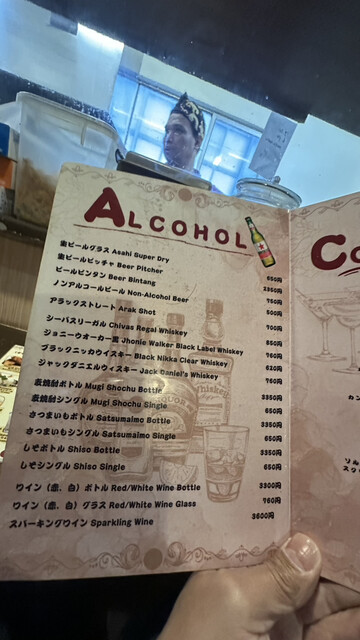 ALCOHOL
生ビールグラス Asahi Super Dry 550円
生ビールピッチャ Beer Pitcher 2350円
ビールビンタン Beer Bintang 750円
ノンアルコールビール Non-Alcohol Beer 500円
アラックストレート Arak Shot 700円
シーバスリーガル Chivas Regal Whiskey 850円
ジョニーウオーカー黒 Jhonie Walker Black Label Whiskey 780円
ブラックニッカウイスキー Black Nikka Clear Whiskey 620円
ジャックダニエルウィスキー Jack Daniel's Whiskey 760円
麦焼酎ボトル Mugi Shochu Bottle 3350円
麦焼酎シングル Mugi Shochu Single 650円
さつまいもボトル Satsumaimo Bottle 3350円
さつまいもシングル Satsumaimo Single 650円
しそボトル Shiso Bottle 3350円
しそシングル Shiso Single 650円
ワイン（赤、白）ボトル Red/White Wine Bottle 3300円
ワイン（赤、白）グラス Red/White Wine Glass 760円
スパーキングワイン Sparkling Wine 3600円